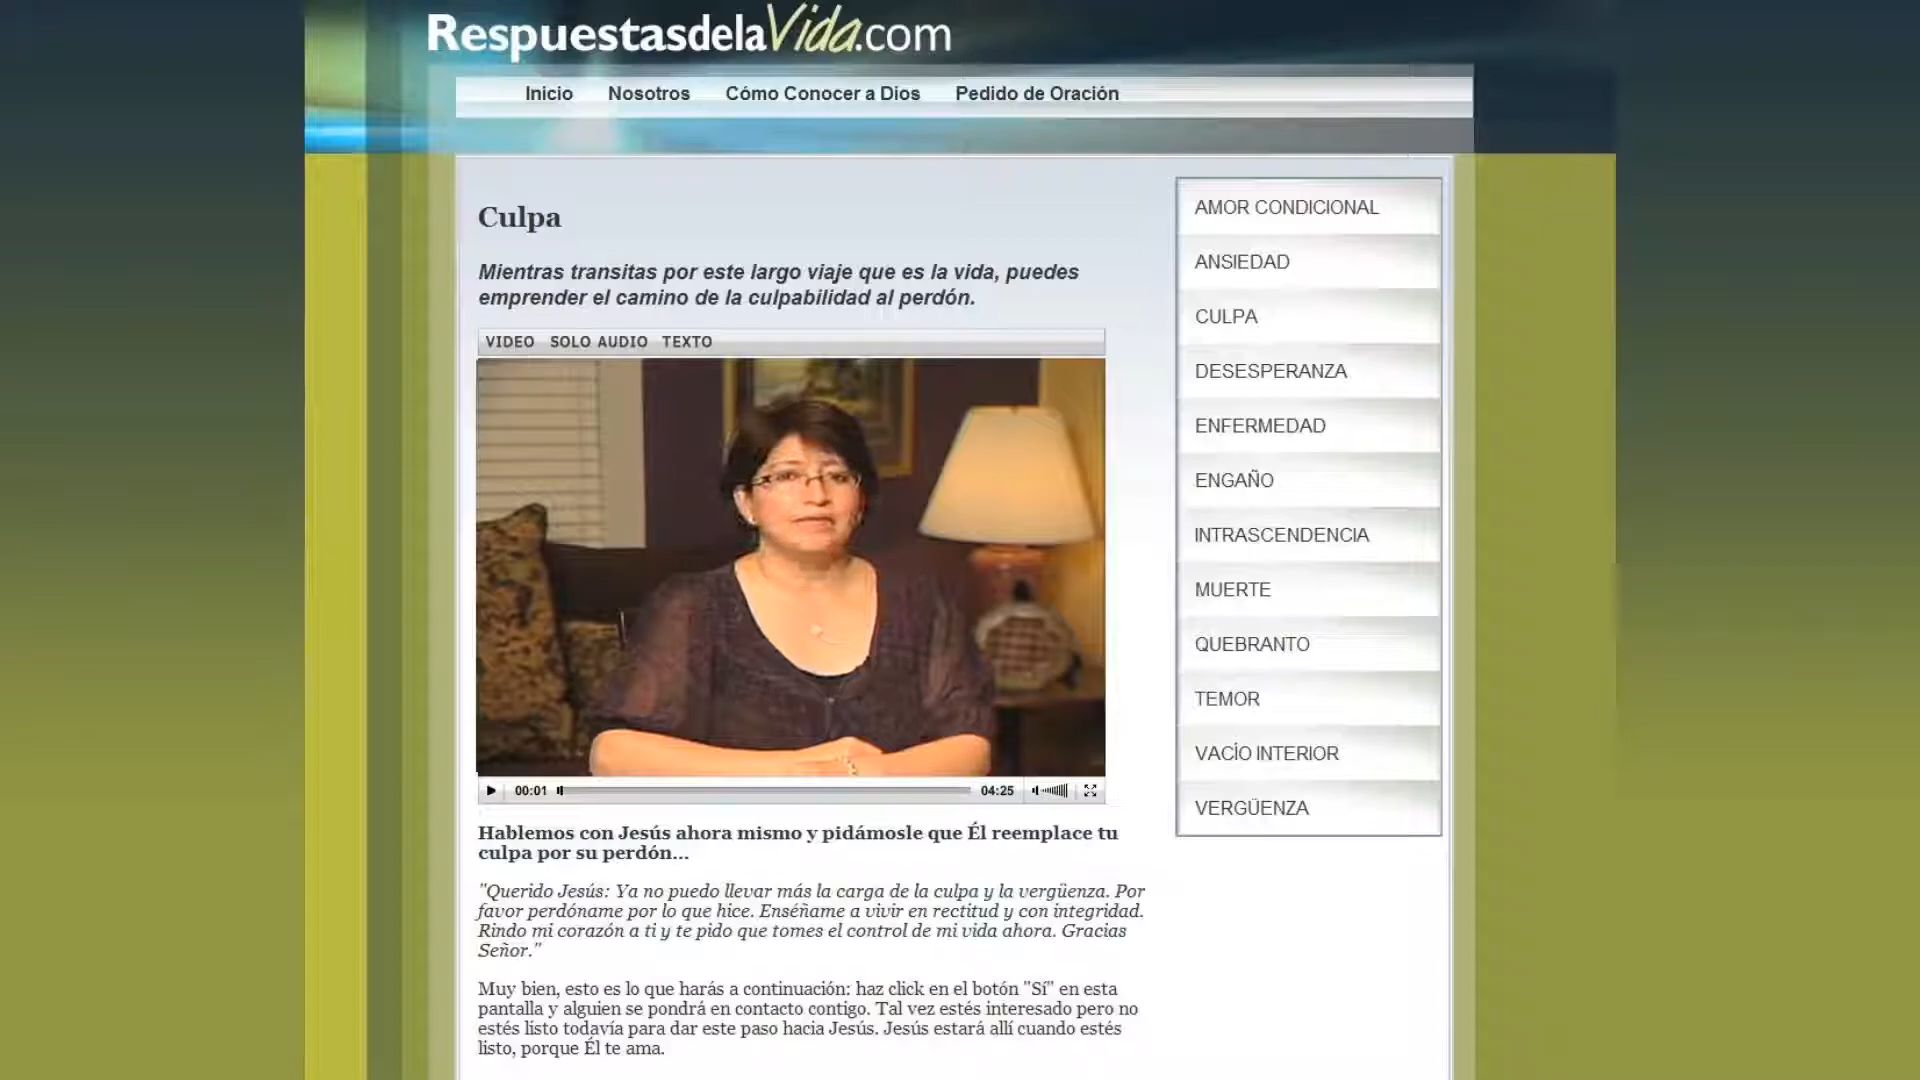 RespuestasdelaVida.com
Inicio Nosotros Cómo Conocer a Dios Pedido de Oración
Culpa
Mientras transitas por este largo viaje que es la vida, puedes
emprender el camino de la culpabilidad al perdón.
VIDEO SOLO AUDIO TEXTO
00:01 04:25
Hablemos con Jesús ahora mismo y pidámosle que Él reemplace tu
culpa por su perdón...
"Querido Jesús: Ya no puedo llevar más la carga de la culpa y la vergüenza. Por
favor perdóname por lo que hice. Enséñame a vivir en rectitud y con integridad.
Rindo mi corazón a ti y te pido que tomes el control de mi vida ahora. Gracias
Señor."
Muy bien, esto es lo que harás a continuación: haz click en el botón "Sí" en esta
pantalla y alguien se pondrá en contacto contigo. Tal vez estés interesado pero no
estés listo todavía para dar este paso hacia Jesús. Jesús estará allí cuando estés
listo, porque Él te ama.
AMOR CONDICIONAL
ANSIEDAD
CULPA
DESESPERANZA
ENFERMEDAD
ENGAÑO
INTRASCENDENCIA
MUERTE
QUEBRANTO
TEMOR
VACÍO INTERIOR
VERGÜENZA